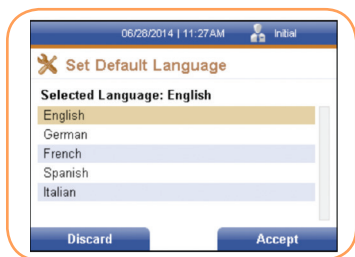 06/28/2014 | 11:27AM Initial
Set Default Language
Selected Language: English
English
German
French
Spanish
Italian
Discard Accept